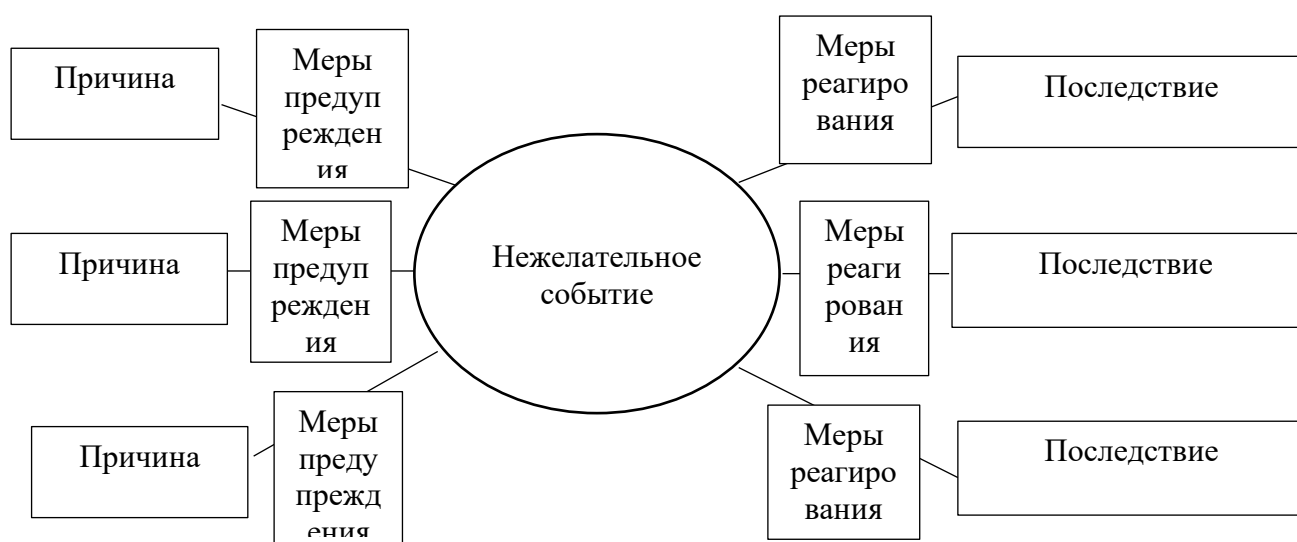 Причина
Меры
предуп
режден
ия
Меры
реагиро
вания
Последствие
Причина
Меры
предуп
режден
ия
Нежелательное
событие
Меры
реаги
рован
ия
Последствие
Причина
Меры
преду
прежд
ения
Меры
реагиро
вания
Последствие